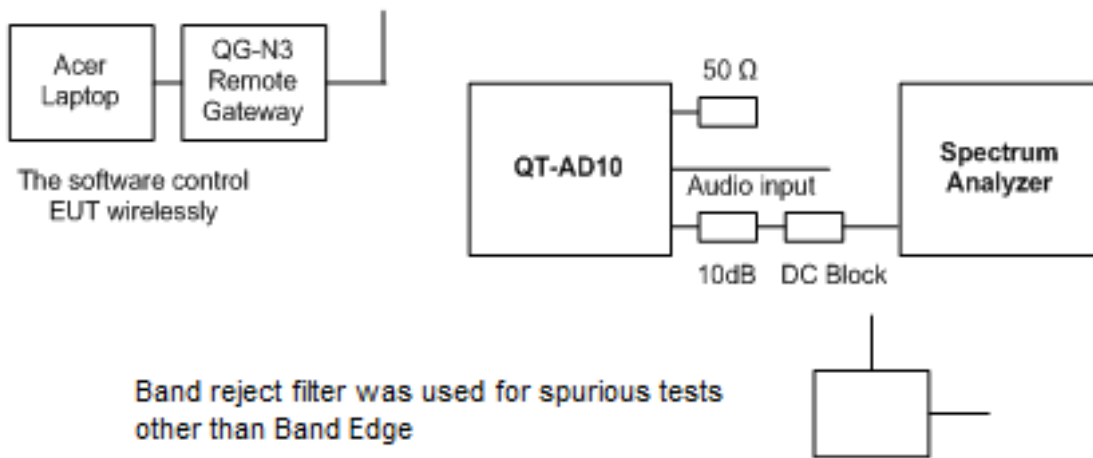 Acer
Laptop
QG-N3
Remote
Gateway
The software control
EUT wirelessly
50 Ω
QT-AD10
Audio input
10dB
DC Block
Spectrum
Analyzer
Band reject filter was used for spurious tests
other than Band Edge